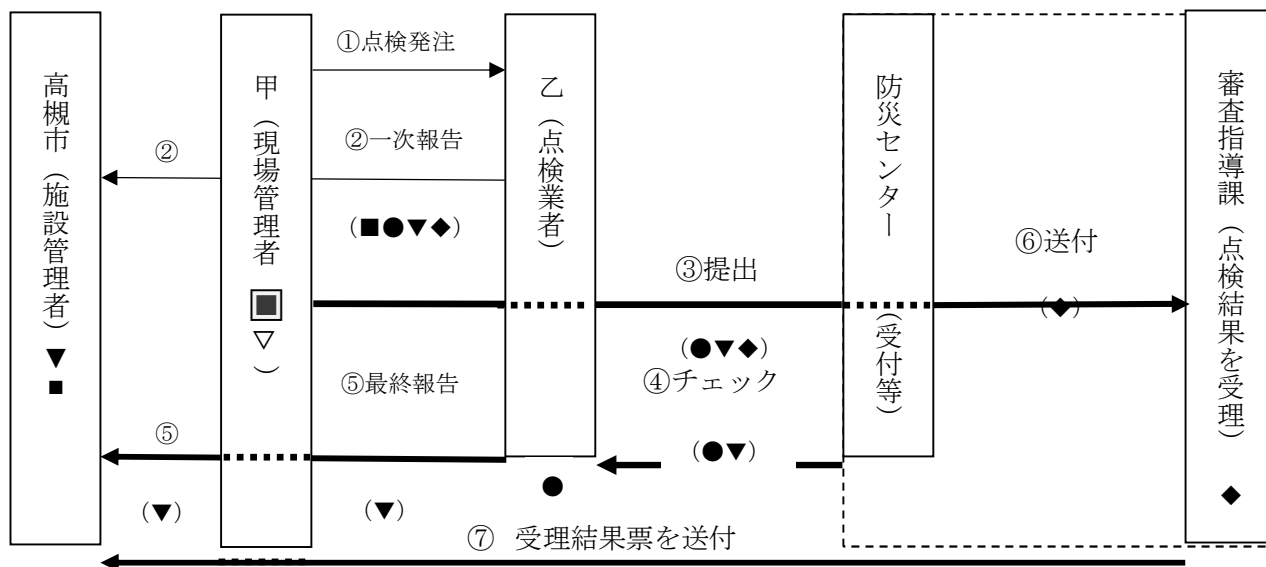 高槻市（施設管理者）▼■
②
⑤
(▼)
甲（現場管理者 ▣ ▽ ）
①点検発注
②一次報告
(■●▼◆)
⑤最終報告
(▼)
乙（点検業者）
●
③提出
(●▼◆)
④チェック
(●▼)
防災センター (受付等)
⑥送付
(◆)
審査指導課（点検結果を受理） ◆
⑦ 受理結果票を送付